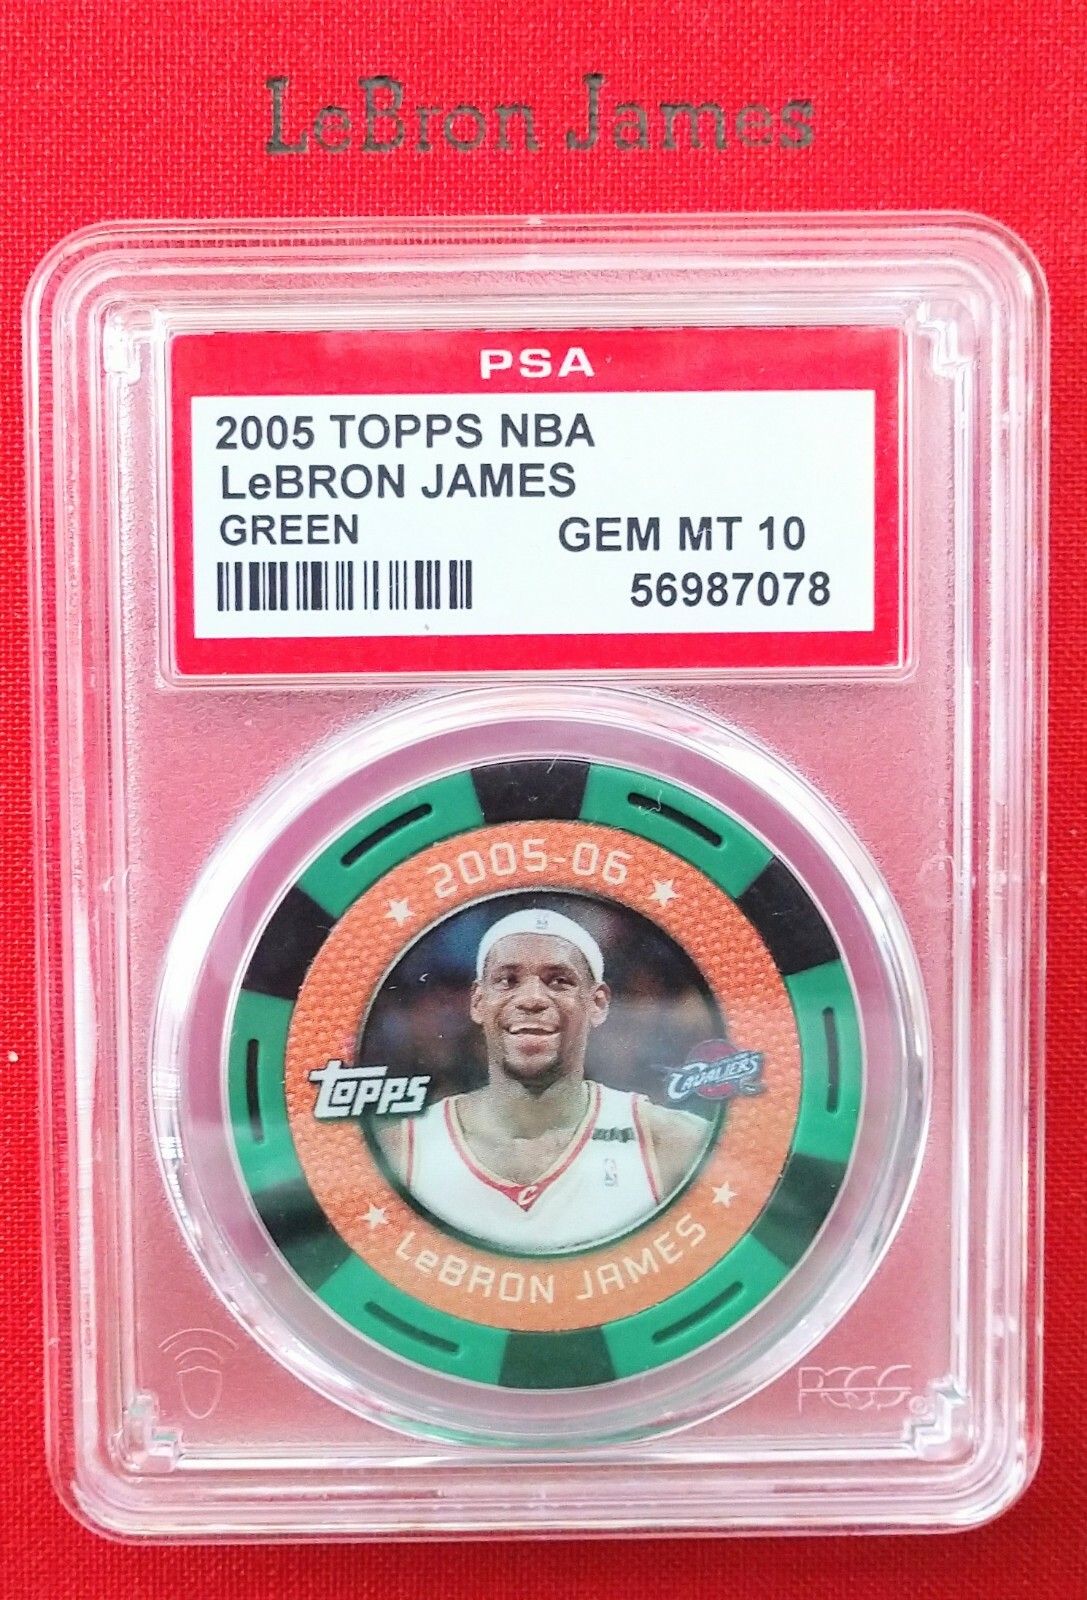 LeBron James
PSA
2005 TOPPS NBA
LeBRON JAMES
GREEN GEM MT 10
56987078
2005-06
TOPPS
CAVALIERS
C
LeBRON JAMES
PCGS